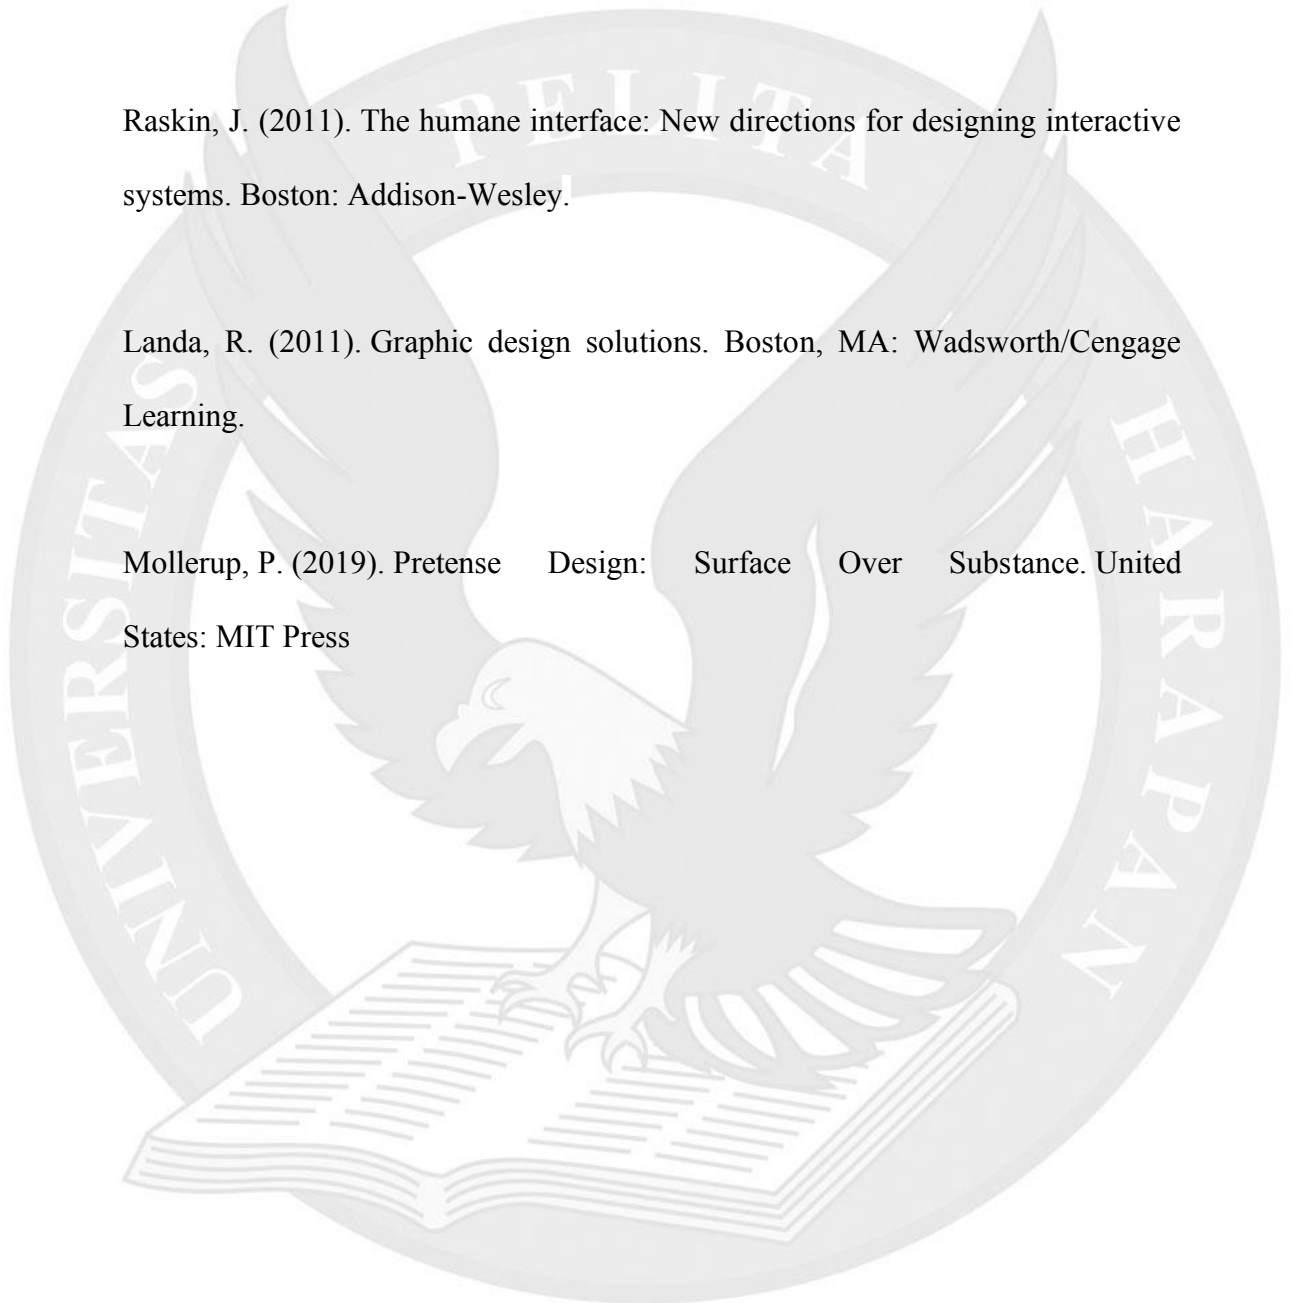 UNIVERSITAS PELITA HARAPAN
Raskin, J. (2011). The humane interface: New directions for designing interactive
systems. Boston: Addison-Wesley.
Landa, R. (2011). Graphic design solutions. Boston, MA: Wadsworth/Cengage
Learning.
Mollerup, P. (2019). Pretense Design: Surface Over Substance. United
States: MIT Press